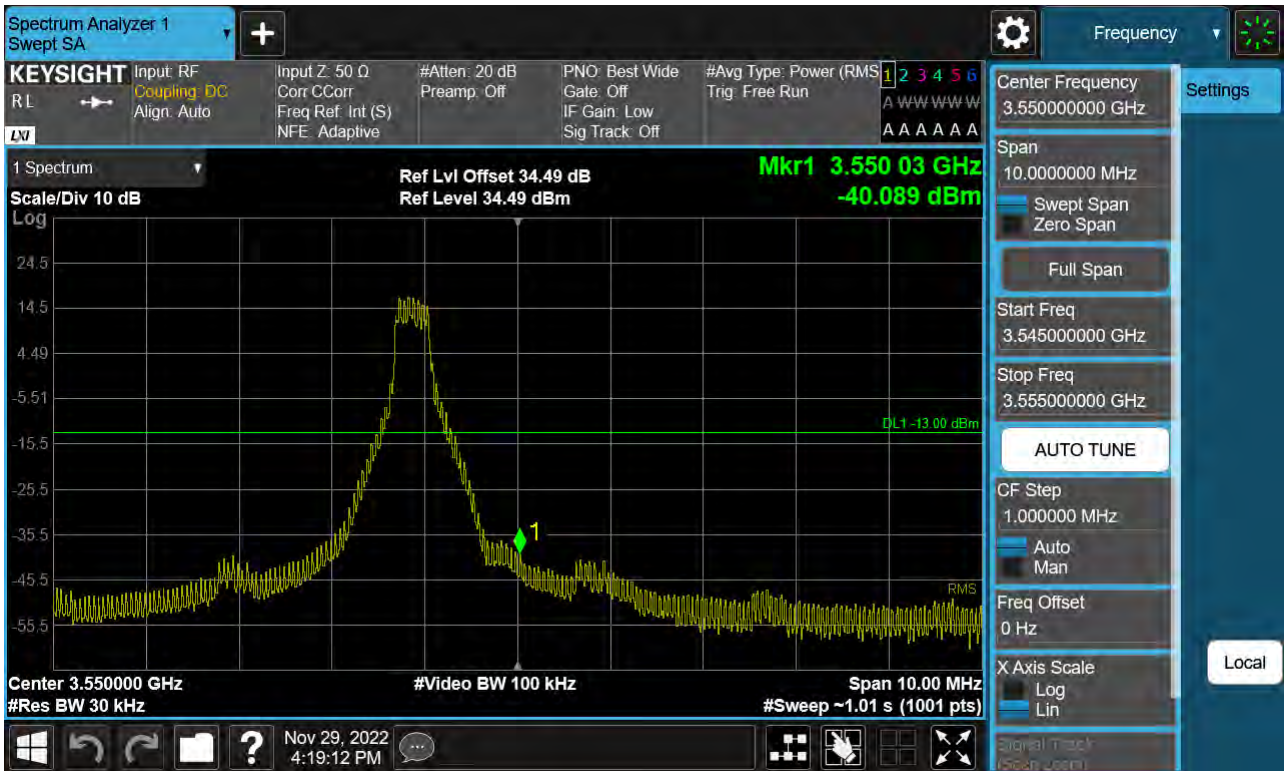 Spectrum Analyzer 1
Swept SA
+
Frequency
KEYSIGHT
RL
LXI
Input: RF
Coupling: DC
Align: Auto
Input Z: 50 Ω
Corr CCorr
Freq Ref: Int (S)
NFE: Adaptive
#Atten: 20 dB
Preamp: Off
PNO: Best Wide
Gate: Off
IF Gain: Low
Sig Track: Off
#Avg Type: Power (RMS
Trig: Free Run
1 2 3 4 5 6
A W W W W W
A A A A A A
1 Spectrum
Scale/Div 10 dB
Log
Ref Lvl Offset 34.49 dB
Ref Level 34.49 dBm
Mkr1 3.550 03 GHz
-40.089 dBm
24.5
14.5
4.49
-5.51
DL1 -13.00 dBm
-15.5
-25.5
-35.5
1
-45.5
RMS
-55.5
Center 3.550000 GHz
#Video BW 100 kHz
Span 10.00 MHz
#Res BW 30 kHz
#Sweep ~1.01 s (1001 pts)
Center Frequency
3.550000000 GHz
Settings
Span
10.0000000 MHz
Swept Span
Zero Span
Full Span
Start Freq
3.545000000 GHz
Stop Freq
3.555000000 GHz
AUTO TUNE
CF Step
1.000000 MHz
Auto
Man
Freq Offset
0 Hz
X Axis Scale
Log
Lin
Local
Signal Track
(Span Zoom)
?
Nov 29, 2022
4:19:12 PM